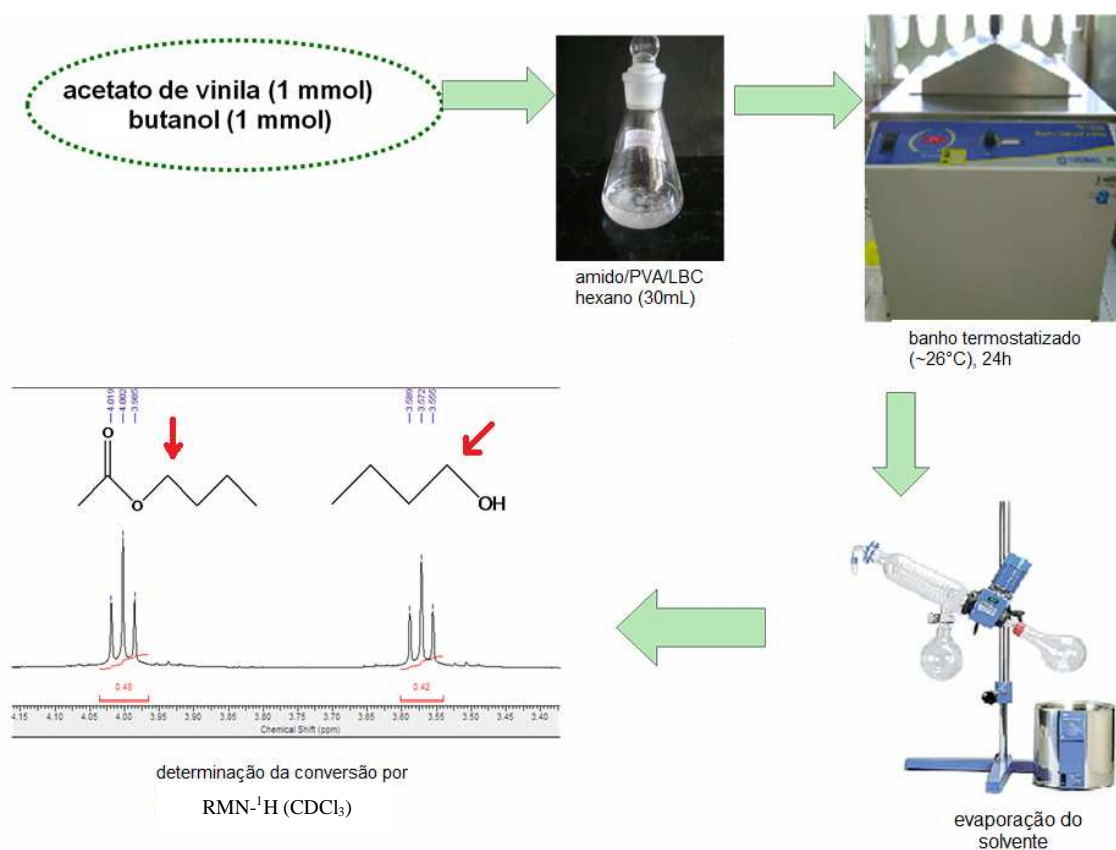 acetato de vinila (1 mmol)
butanol (1 mmol)
amido/PVA/LBC
hexano (30mL)
banho termostatizado
(~26°C), 24h
4.019
4.002
3.985
3.589
3.572
3.555
O
O
OH
0.42
4.15 4.10 4.05 4.00 3.95 3.90 3.85 3.80 3.75 3.70 3.65 3.60 3.55 3.50 3.45 3.40
Chemical Shift (ppm)
determinação da conversão por
RMN-¹H (CDCl₃)
evaporação do
solvente